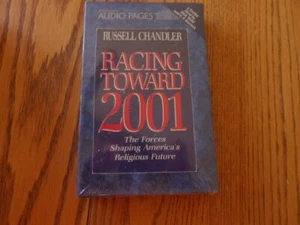 AUDIO PAGES
RUSSELL CHANDLER
RACING
TOWARD
2001
The Forces
Shaping America's
Religious Future